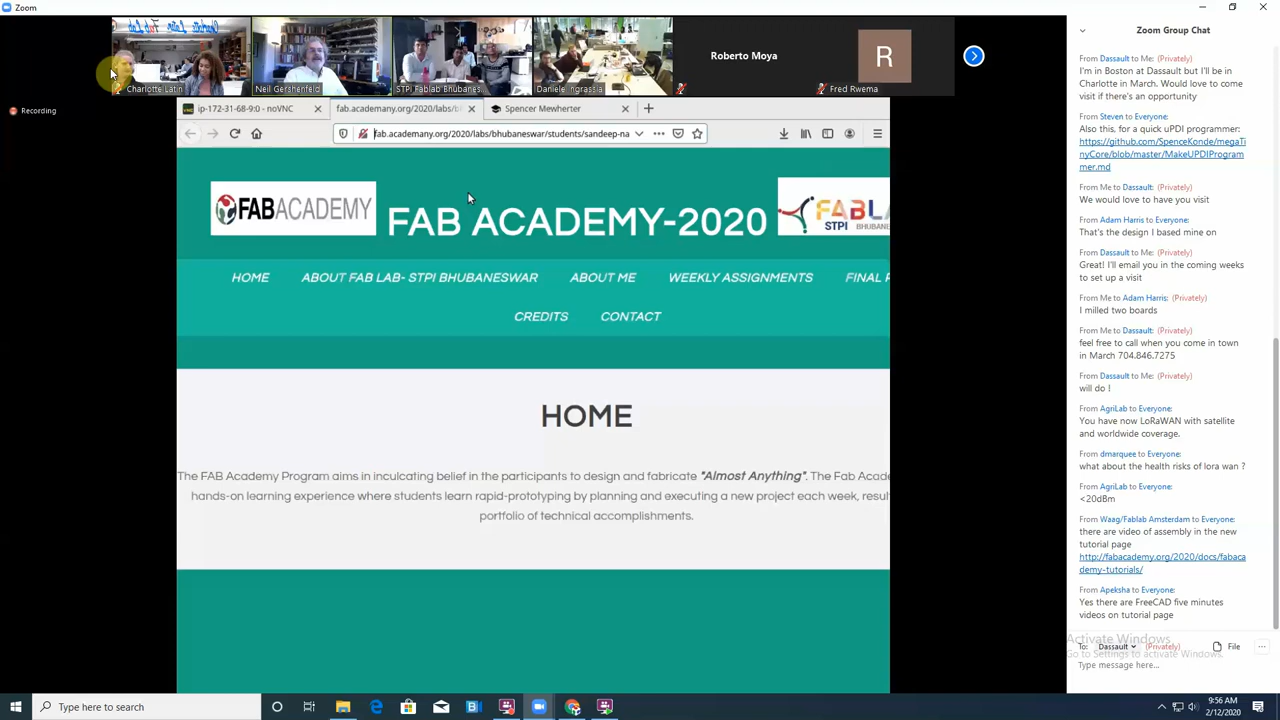 Zoom
Charlotte Latin Fab Lab
Charlotte Latin
Neil Gershenfeld
STPI Fablab Bhubanes...
Daniele Ingrassia
Roberto Moya
R
Fred Rwema
Recording
ip-172-31-68-9:0 - noVNC
fab.academany.org/2020/labs/b
Spencer Mewherter
fab.academany.org/2020/labs/bhubaneswar/students/sandeep-na
FABACADEMY
FAB ACADEMY-2020
FABLA
STPI BHUBANE
HOME
ABOUT FAB LAB- STPI BHUBANESWAR
ABOUT ME
WEEKLY ASSIGNMENTS
FINAL P
CREDITS
CONTACT
HOME
The FAB Academy Program aims in inculcating belief in the participants to design and fabricate "Almost Anything". The Fab Acade
hands-on learning experience where students learn rapid-prototyping by planning and executing a new project each week, resul
portfolio of technical accomplishments.
Zoom Group Chat
From Dassault to Me: (Privately)
I'm in Boston at Dassault but I'll be in
Charlotte in March. Would love to come
visit if there's an opportunity
From Steven to Everyone:
Also this, for a quick uPDI programmer:
https://github.com/SpenceKonde/megaTi
nyCore/blob/master/MakeUPDIProgram
mer.md
From Me to Dassault: (Privately)
We would love to have you visit
From Adam Harris to Everyone:
That's the design I based mine on
From Dassault to Me: (Privately)
Great! I'll email you in the coming weeks
to set up a visit
From Me to Adam Harris: (Privately)
I milled two boards
From Me to Dassault: (Privately)
feel free to call when you come in town
in March 704.846.7275
From Dassault to Me: (Privately)
will do !
From AgriLab to Everyone:
You have now LoRaWAN with satellite
and worldwide coverage.
From dmarquee to Everyone:
what about the health risks of lora wan ?
From AgriLab to Everyone:
<20dBm
From Waag/Fablab Amsterdam to Everyone:
there are video of assembly in the new
tutorial page
http://fabacademy.org/2020/docs/fabaca
demy-tutorials/
From Apeksha to Everyone:
Yes there are FreeCAD five minutes
videos on tutorial page
Activate Windows
Go to Settings to activate Windows.
To: Dassault (Privately) File
Type message here...
Type here to search
9:56 AM
2/12/2020